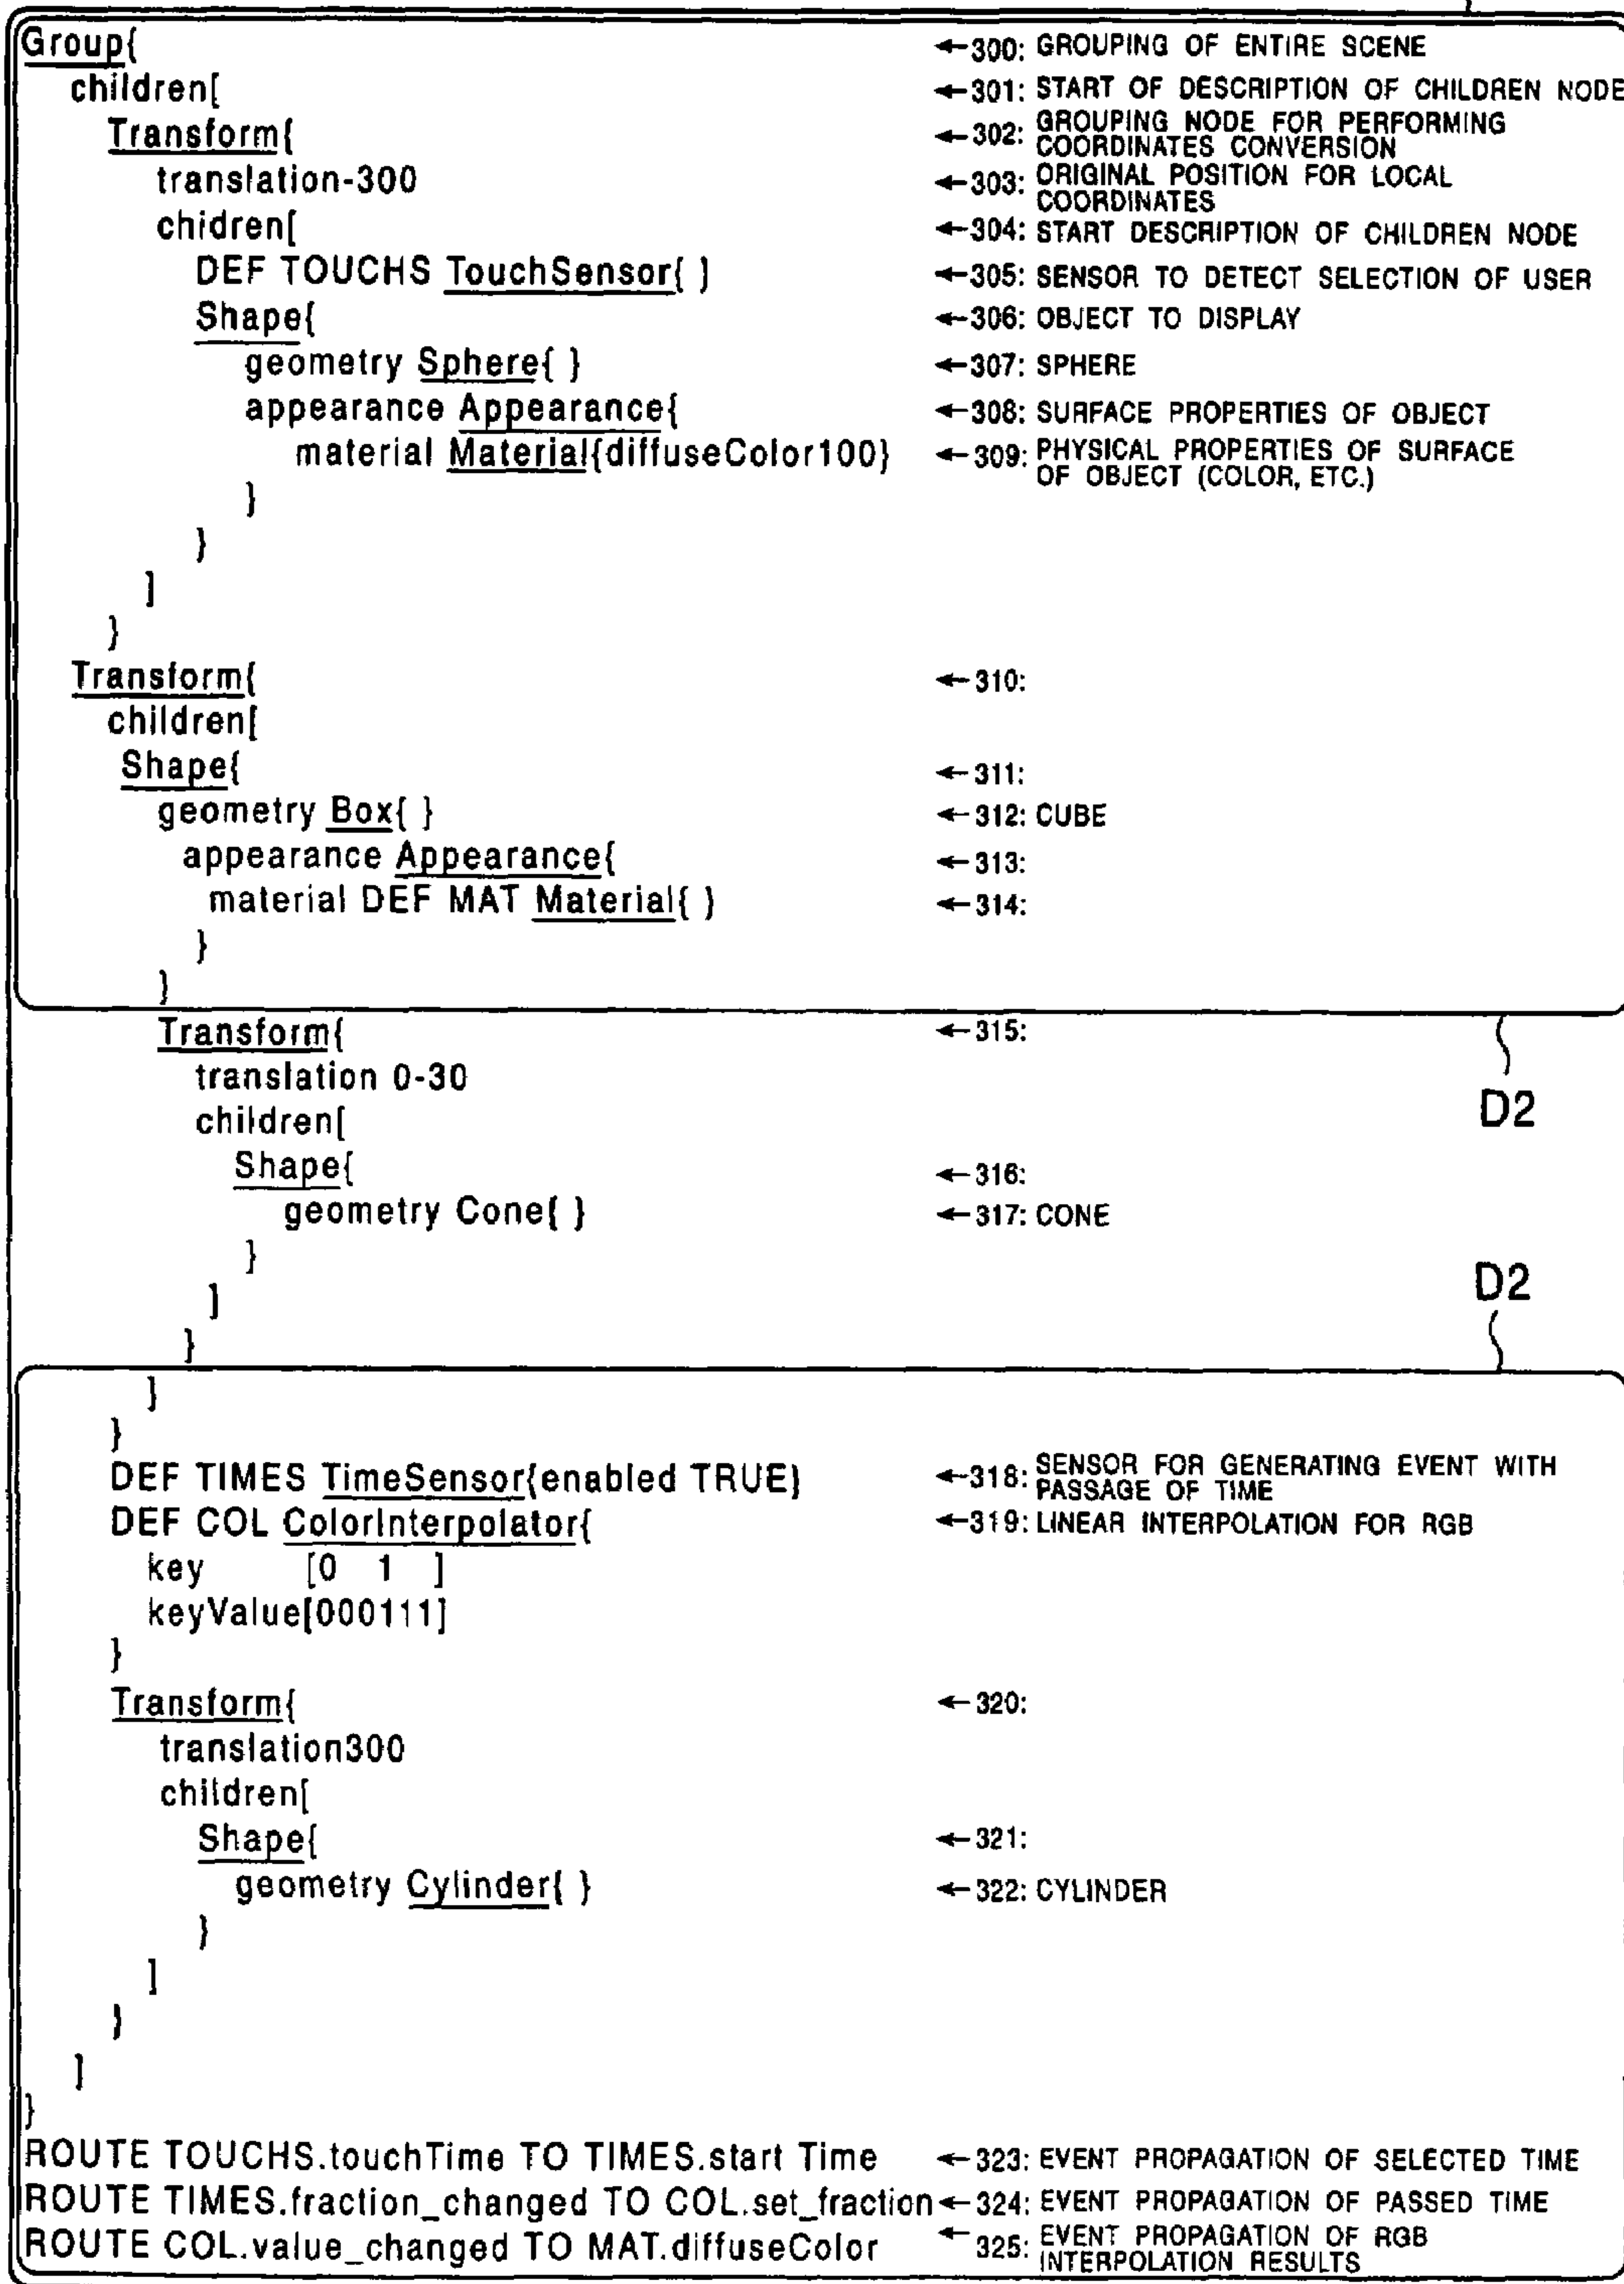 Group{ ←300: GROUPING OF ENTIRE SCENE
children[ ←301: START OF DESCRIPTION OF CHILDREN NODE
Transform{ ←302: GROUPING NODE FOR PERFORMING
COORDINATES CONVERSION
translation-300 ←303: ORIGINAL POSITION FOR LOCAL
COORDINATES
chidren[ ←304: START DESCRIPTION OF CHILDREN NODE
DEF TOUCHS TouchSensor{ } ←305: SENSOR TO DETECT SELECTION OF USER
Shape{ ←306: OBJECT TO DISPLAY
geometry Sphere{ } ←307: SPHERE
appearance Appearance{ ←308: SURFACE PROPERTIES OF OBJECT
material Material{diffuseColor100} ←309: PHYSICAL PROPERTIES OF SURFACE
OF OBJECT (COLOR, ETC.)
}
}
]
}
Transform{ ←310:
children[
Shape{ ←311:
geometry Box{ } ←312: CUBE
appearance Appearance{ ←313:
material DEF MAT Material{ } ←314:
}
}
Transform{ ←315:
translation 0-30
D2
children[
Shape{ ←316:
geometry Cone{ } ←317: CONE
}
D2
]
}
]
}
DEF TIMES TimeSensor{enabled TRUE} ←318: SENSOR FOR GENERATING EVENT WITH
PASSAGE OF TIME
DEF COL ColorInterpolator{ ←319: LINEAR INTERPOLATION FOR RGB
key [0 1 ]
keyValue[000111]
}
Transform{ ←320:
translation300
children[
Shape{ ←321:
geometry Cylinder{ } ←322: CYLINDER
}
]
}
]
}
ROUTE TOUCHS.touchTime TO TIMES.start Time ←323: EVENT PROPAGATION OF SELECTED TIME
ROUTE TIMES.fraction_changed TO COL.set_fraction ←324: EVENT PROPAGATION OF PASSED TIME
ROUTE COL.value_changed TO MAT.diffuseColor ←325: EVENT PROPAGATION OF RGB
INTERPOLATION RESULTS